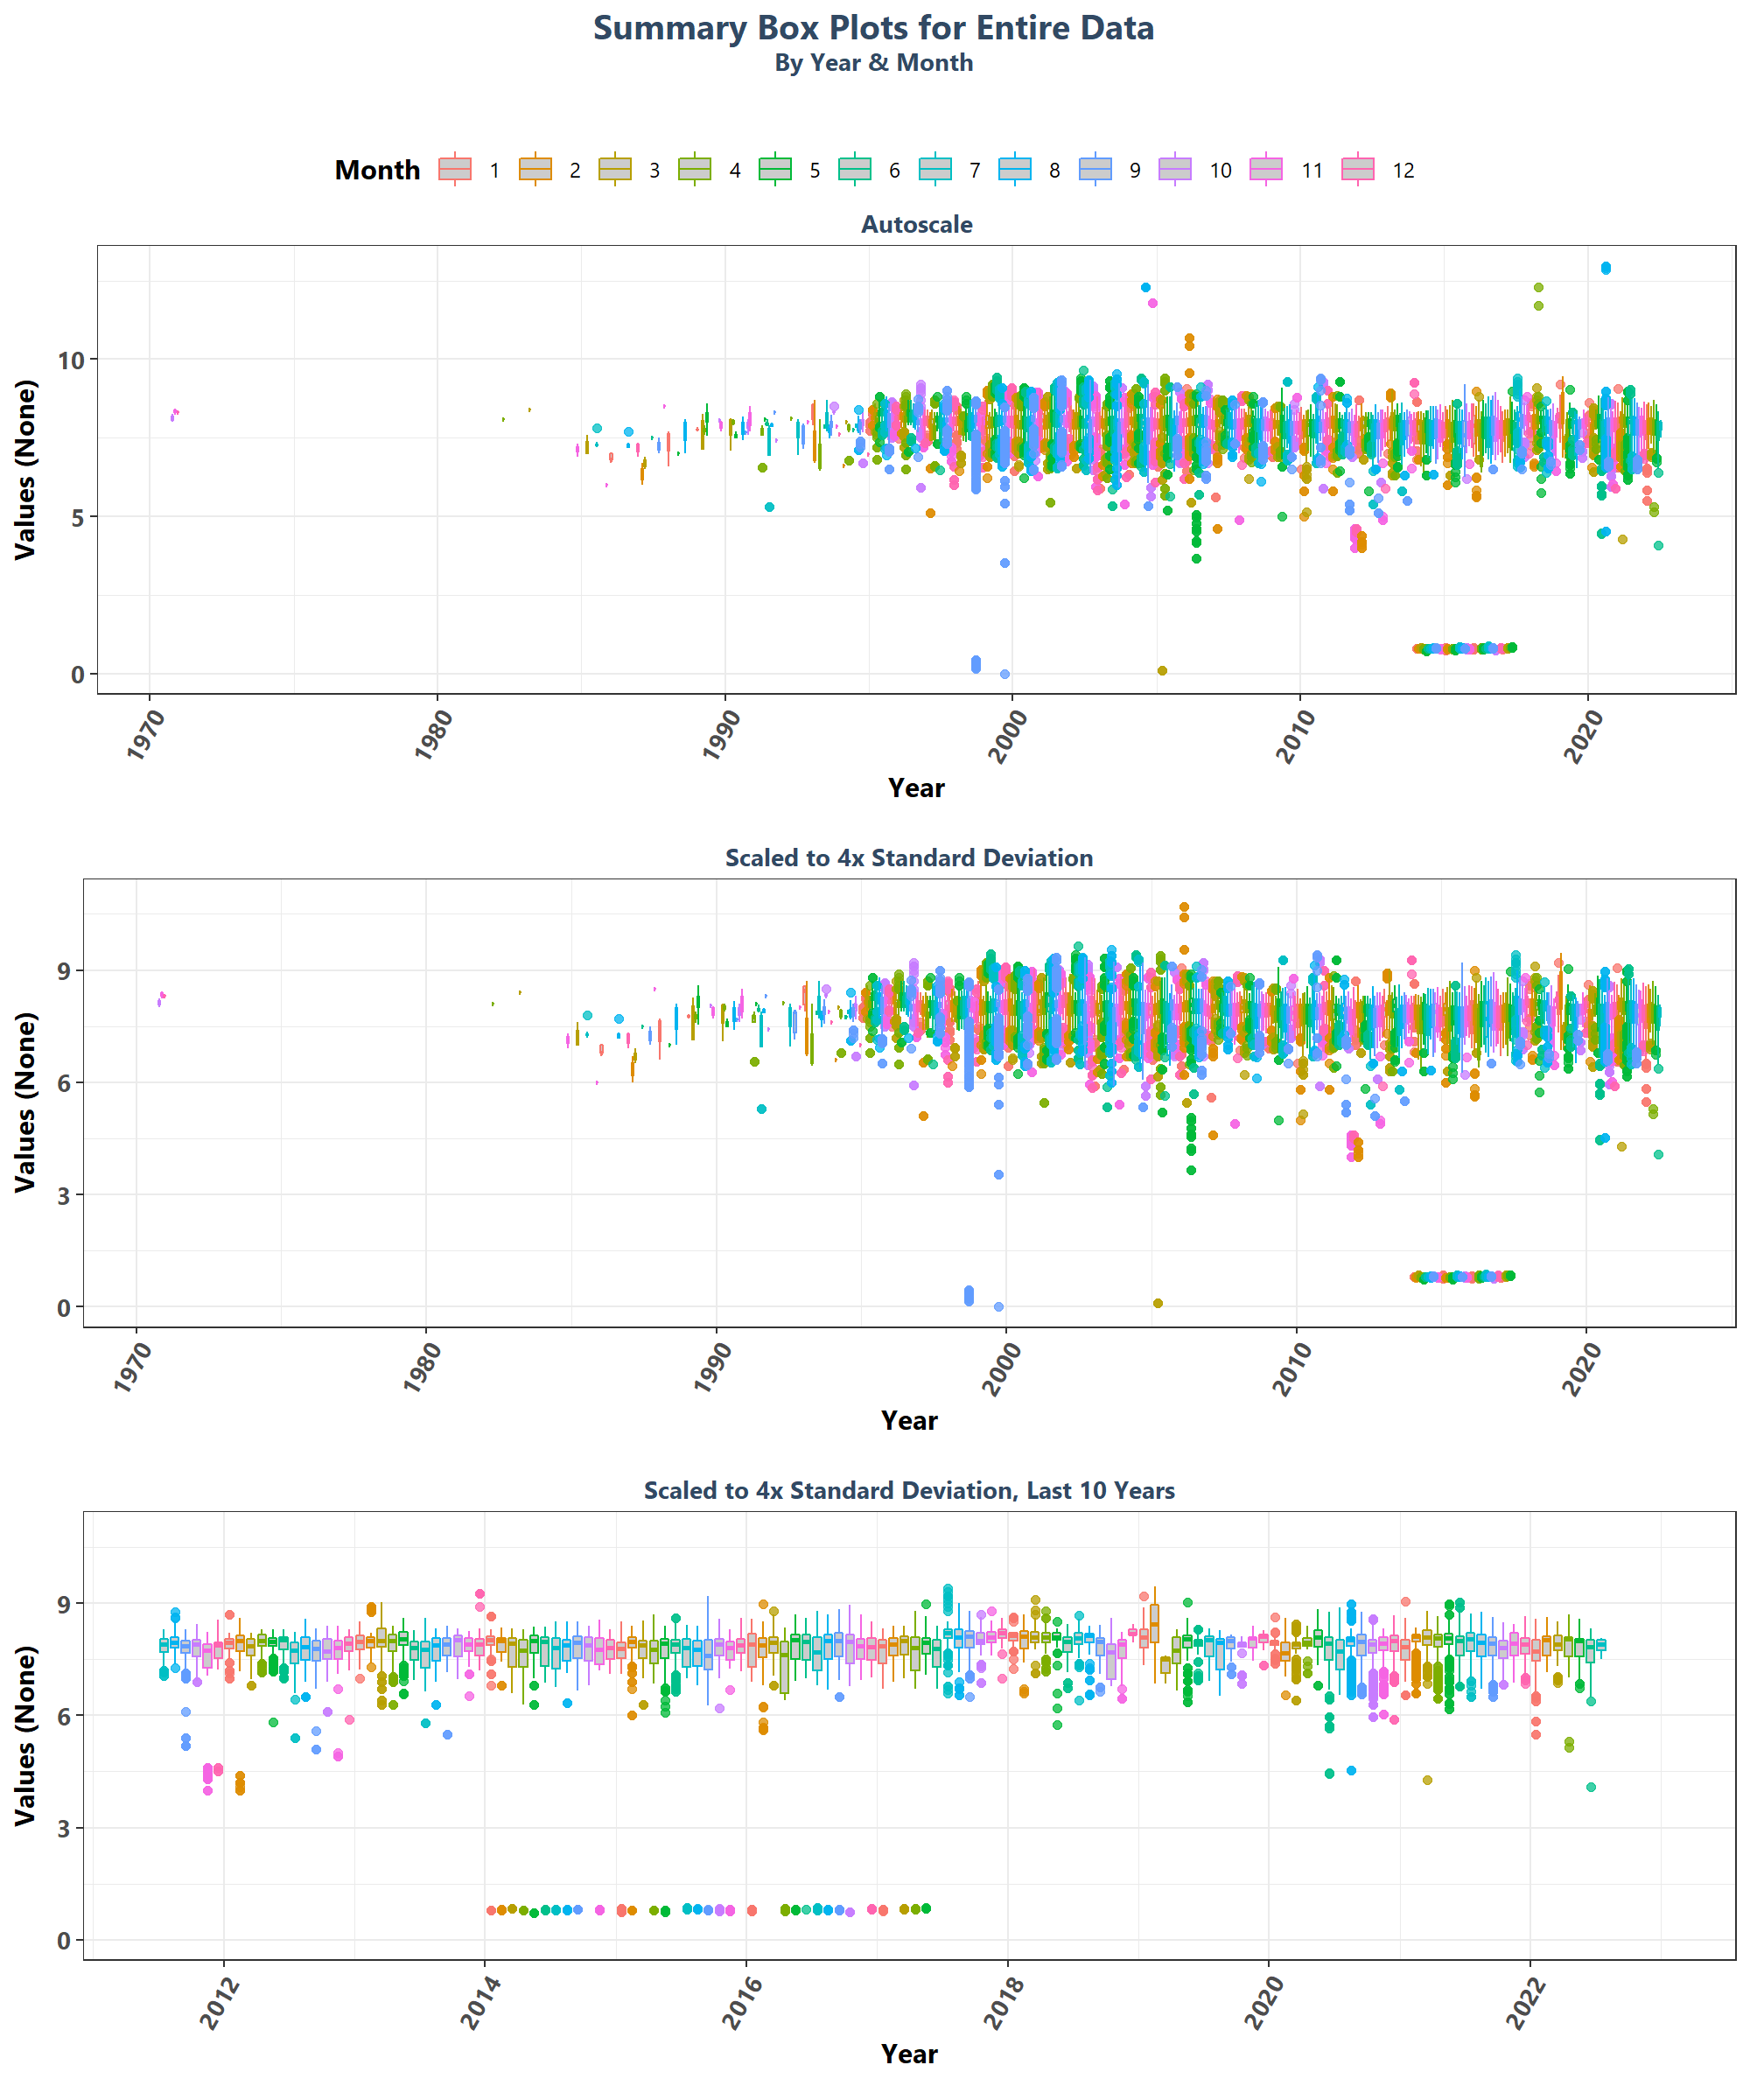 Summary Box Plots for Entire Data
By Year & Month
Month 1 2 3 4 5 6 7 8 9 10 11 12
Autoscale
Values (None)
10
5
0
1970 1980 1990 2000 2010 2020
Year
Scaled to 4x Standard Deviation
Values (None)
9
6
3
0
1970 1980 1990 2000 2010 2020
Year
Scaled to 4x Standard Deviation, Last 10 Years
Values (None)
9
6
3
0
2012 2014 2016 2018 2020 2022
Year